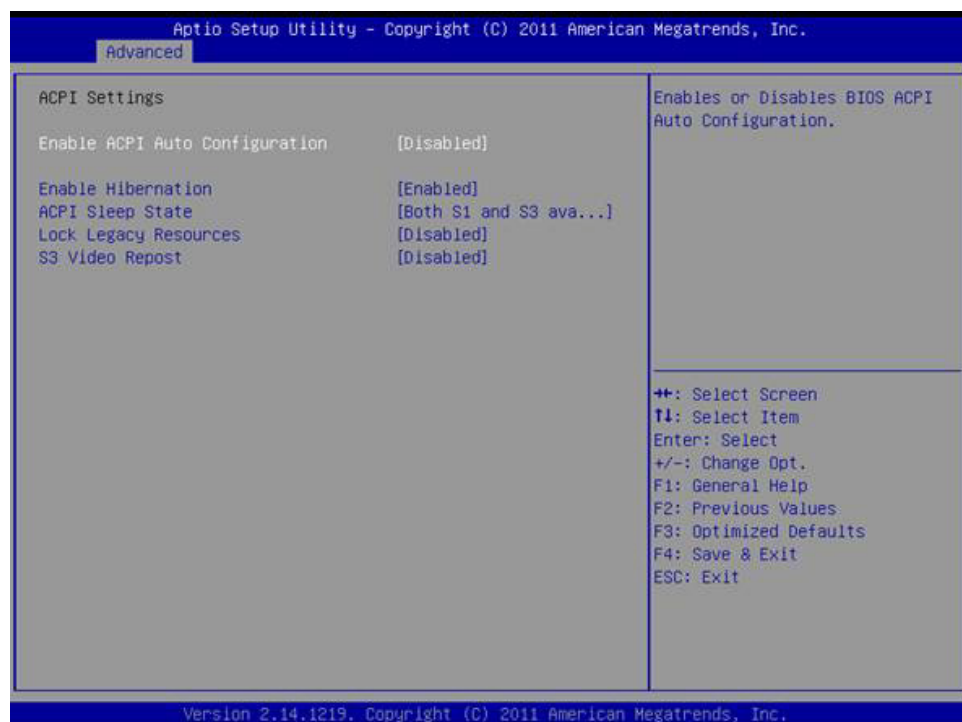 Aptio Setup Utility – Copyright (C) 2011 American Megatrends, Inc.
Advanced
ACPI Settings
Enable ACPI Auto Configuration [Disabled]
Enable Hibernation [Enabled]
ACPI Sleep State [Both S1 and S3 ava...]
Lock Legacy Resources [Disabled]
S3 Video Repost [Disabled]
Enables or Disables BIOS ACPI
Auto Configuration.
→←: Select Screen
↑↓: Select Item
Enter: Select
+/-: Change Opt.
F1: General Help
F2: Previous Values
F3: Optimized Defaults
F4: Save & Exit
ESC: Exit
Version 2.14.1219. Copyright (C) 2011 American Megatrends, Inc.